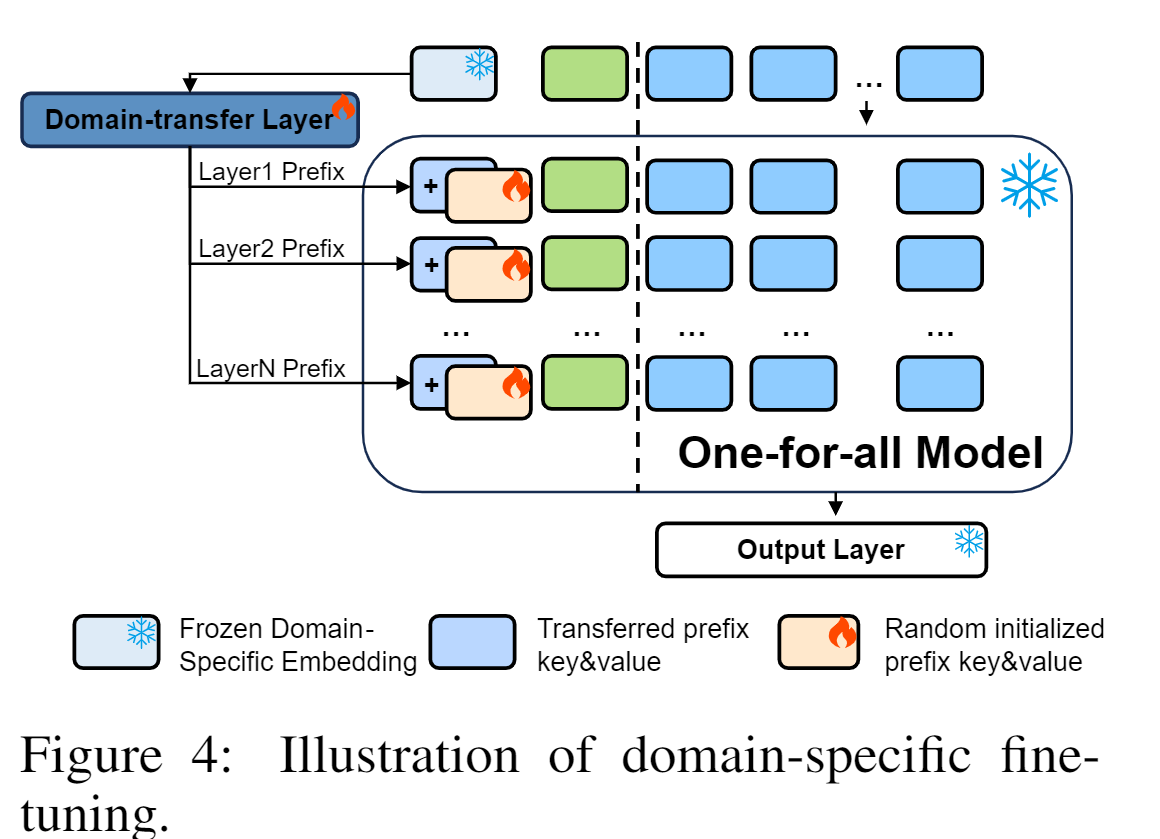 ...
Domain-transfer Layer
Layer1 Prefix
+
Layer2 Prefix
+
... ... ... ... ...
LayerN Prefix
+
One-for-all Model
Output Layer
Frozen Domain-
Specific Embedding
Transferred prefix
key&value
Random initialized
prefix key&value
Figure 4: Illustration of domain-specific fine-
tuning.